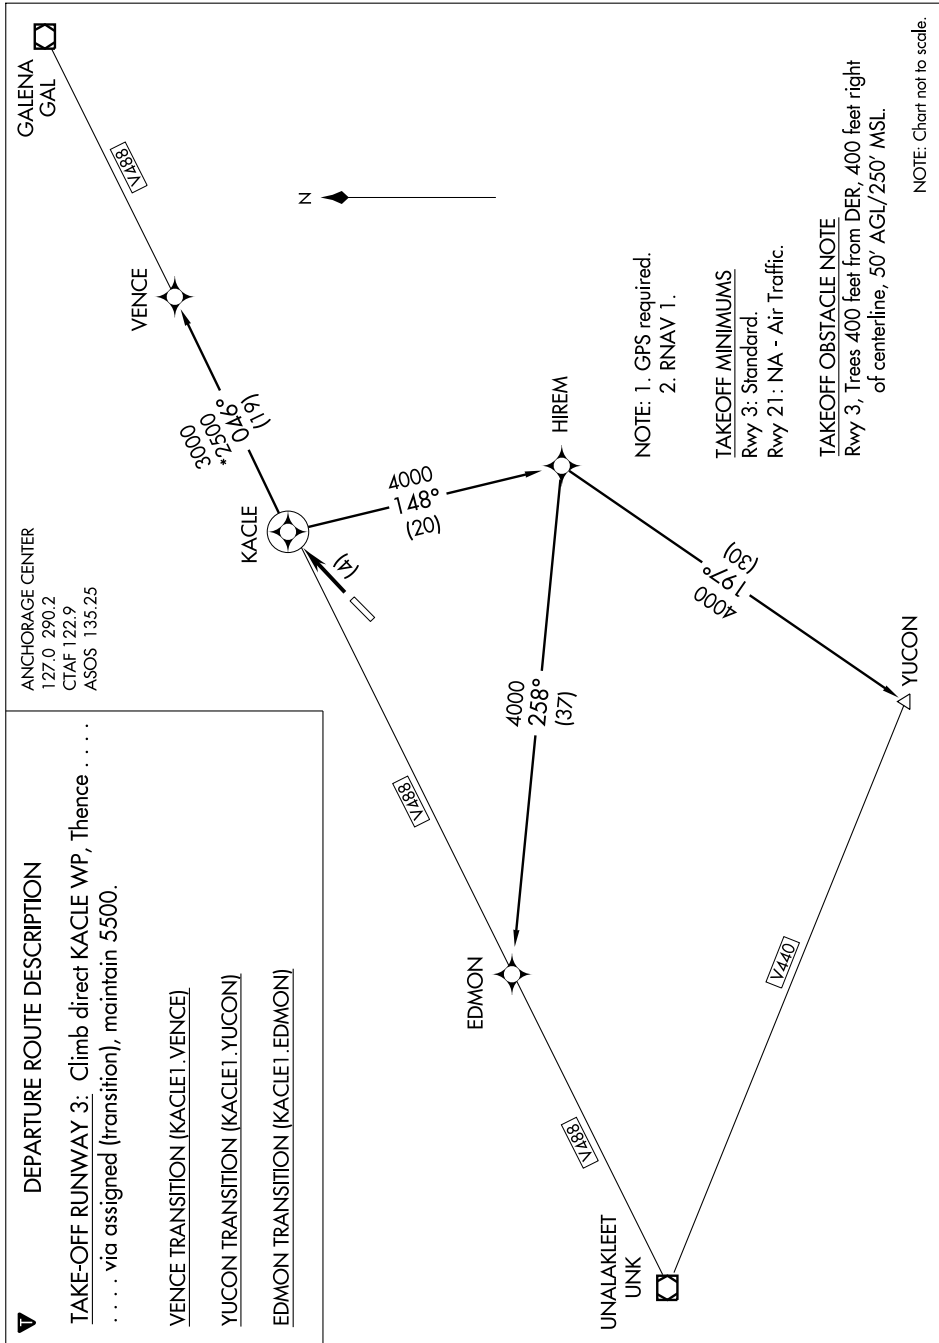 DEPARTURE ROUTE DESCRIPTION
TAKE-OFF RUNWAY 3: Climb direct KACLE WP, Thence . . . .
. . . . via assigned (transition), maintain 5500.
VENCE TRANSITION (KACLE1.VENCE)
YUCON TRANSITION (KACLE1.YUCON)
EDMON TRANSITION (KACLE1.EDMON)
ANCHORAGE CENTER
127.0 290.2
CTAF 122.9
ASOS 135.25
GALENA
GAL
V488
VENCE
3000
*2500
046°
(19)
KACLE
(4)
N
4000
148°
(20)
HIREM
4000
258°
(37)
4000
197°
(30)
V488
EDMON
V488
UNALAKLEET
UNK
V440
YUCON
NOTE: 1. GPS required.
2. RNAV 1.
TAKEOFF MINIMUMS
Rwy 3: Standard.
Rwy 21: NA - Air Traffic.
TAKEOFF OBSTACLE NOTE
Rwy 3, Trees 400 feet from DER, 400 feet right
of centerline, 50' AGL/250' MSL.
NOTE: Chart not to scale.
T